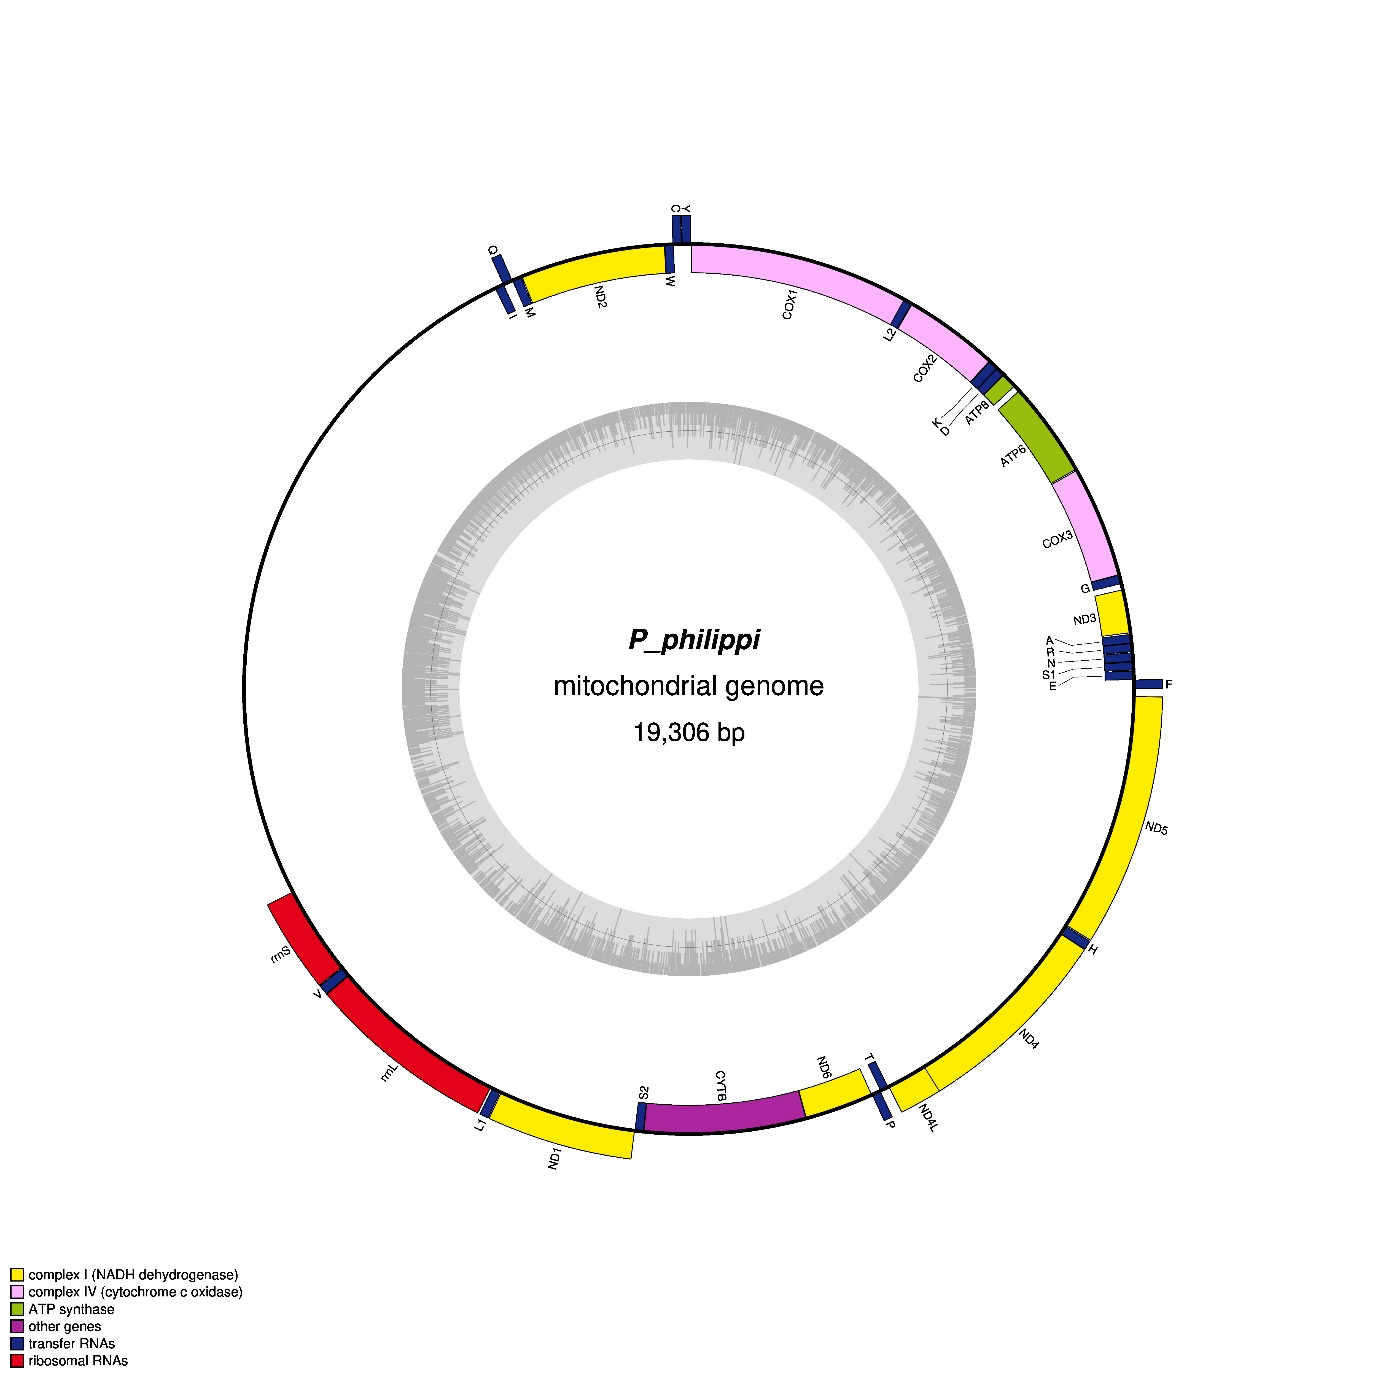 C
Y
Q
I
M
ND2
W
COX1
L2
COX2
K
D
ATP8
ATP6
COX3
G
ND3
A
R
N
S1
E
F
P_philippi
mitochondrial genome
19,306 bp
ND5
H
ND4
ND4L
P
T
ND6
CYTB
S2
ND1
L1
rrnL
V
rrnS
complex I (NADH dehydrogenase)
complex IV (cytochrome c oxidase)
ATP synthase
other genes
transfer RNAs
ribosomal RNAs